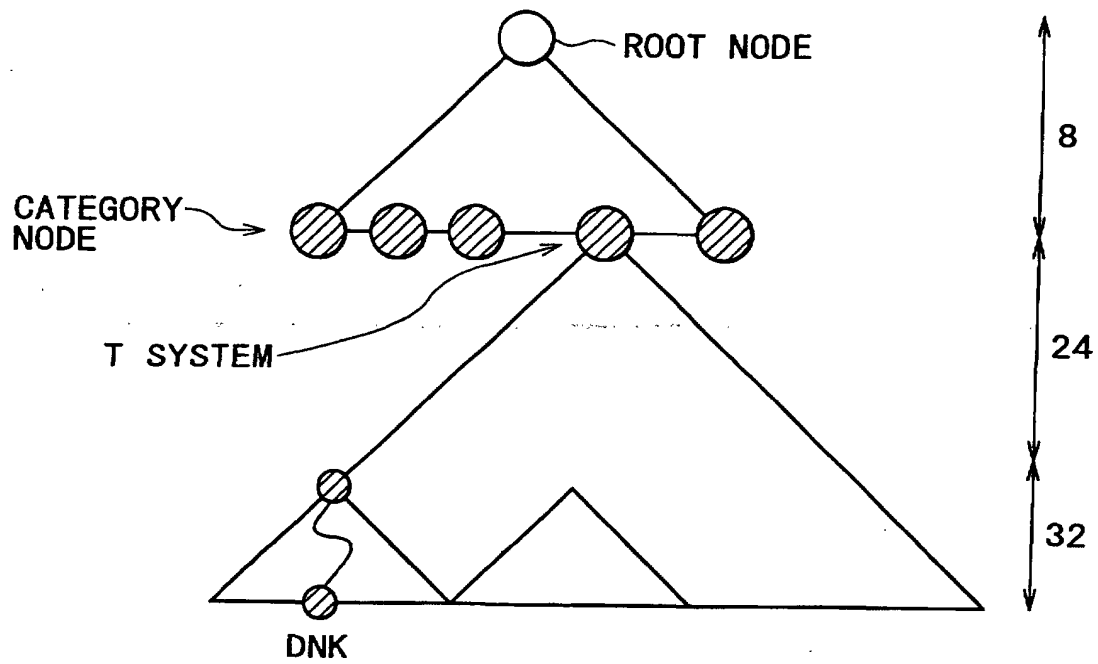 ROOT NODE
8
CATEGORY
NODE
T SYSTEM
24
32
DNK